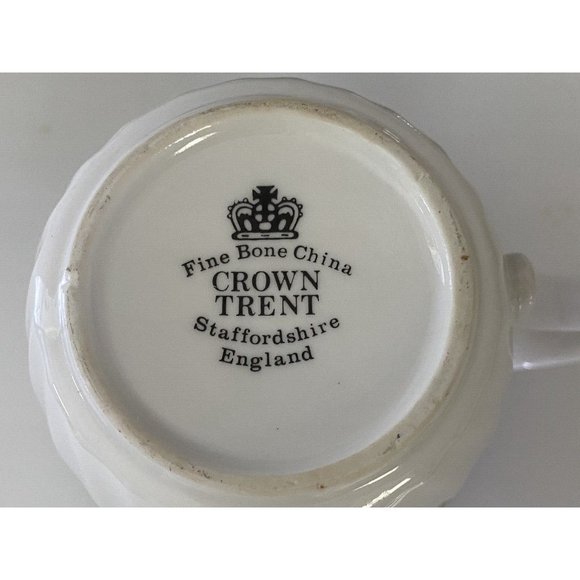 Fine Bone China
CROWN
TRENT
Staffordshire
England